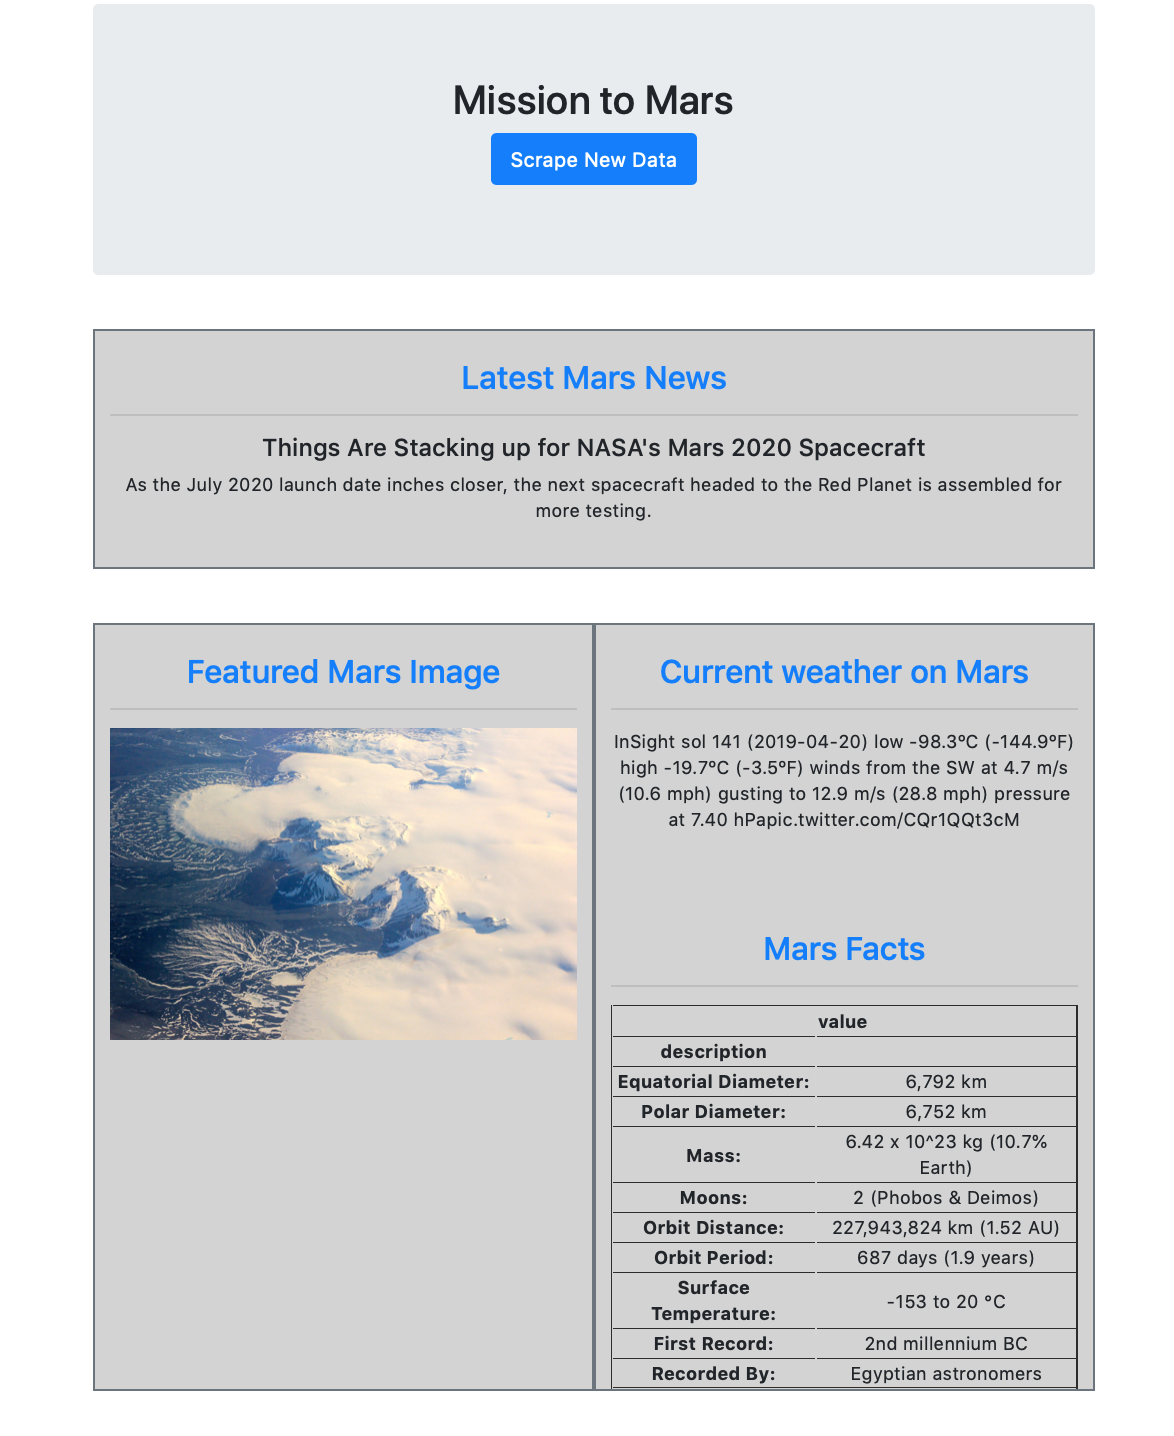 Mission to Mars
Scrape New Data
Latest Mars News
Things Are Stacking up for NASA's Mars 2020 Spacecraft
As the July 2020 launch date inches closer, the next spacecraft headed to the Red Planet is assembled for
more testing.
Featured Mars Image
Current weather on Mars
InSight sol 141 (2019-04-20) low -98.3ºC (-144.9ºF)
high -19.7ºC (-3.5ºF) winds from the SW at 4.7 m/s
(10.6 mph) gusting to 12.9 m/s (28.8 mph) pressure
at 7.40 hPapic.twitter.com/CQr1QQt3cM
Mars Facts
value
description
Equatorial Diameter: 6,792 km
Polar Diameter: 6,752 km
Mass: 6.42 x 10^23 kg (10.7%
Earth)
Moons: 2 (Phobos & Deimos)
Orbit Distance: 227,943,824 km (1.52 AU)
Orbit Period: 687 days (1.9 years)
Surface
Temperature: -153 to 20 °C
First Record: 2nd millennium BC
Recorded By: Egyptian astronomers